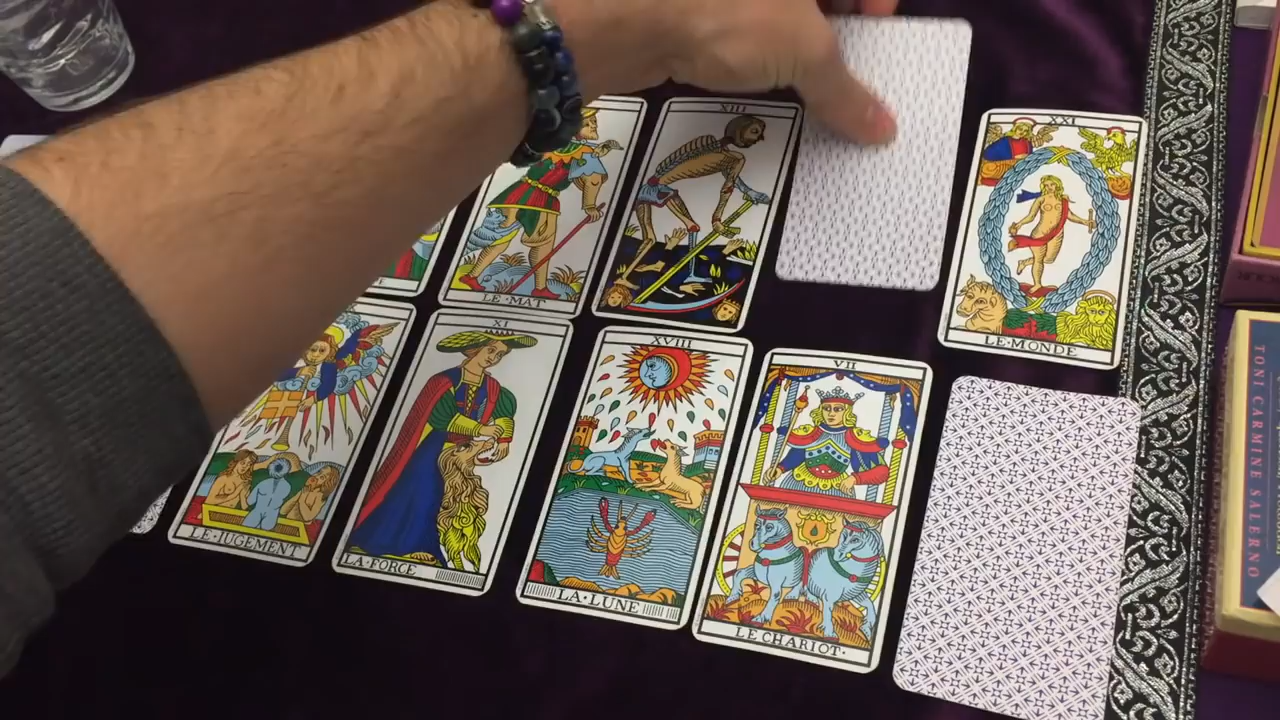 XIII
XXI
LE·MAT
LE·MONDE
XI
XVIII
VII
LE·JUGEMENT
LA·FORCE
LA·LUNE
LE CHARIOT·
TONI CARMINE SALERNO